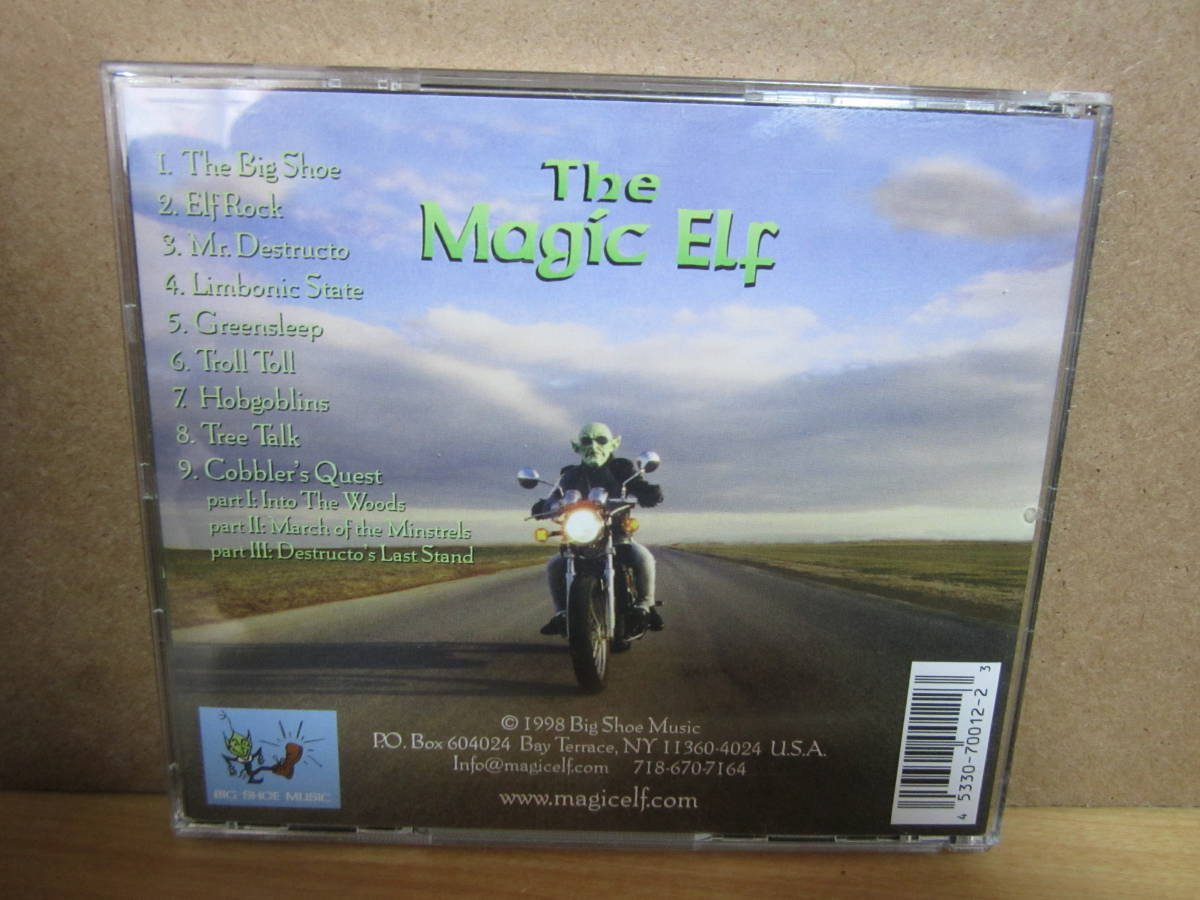 1. The Big Shoe
2. Elf Rock
3. Mr. Destructo
4. Limbonic State
5. Greensleep
6. Troll Toll
7. Hobgoblins
8. Tree Talk
9. Cobbler's Quest
part I: Into The Woods
part II: March of the Minstrels
part III: Destructo's Last Stand
The
Magic Elf
© 1998 Big Shoe Music
P.O. Box 604024 Bay Terrace, NY 11360-4024 U.S.A.
Info@magicelf.com 718-670-7164
www.magicelf.com
BIG SHOE MUSIC
4 5330-70012-2 3